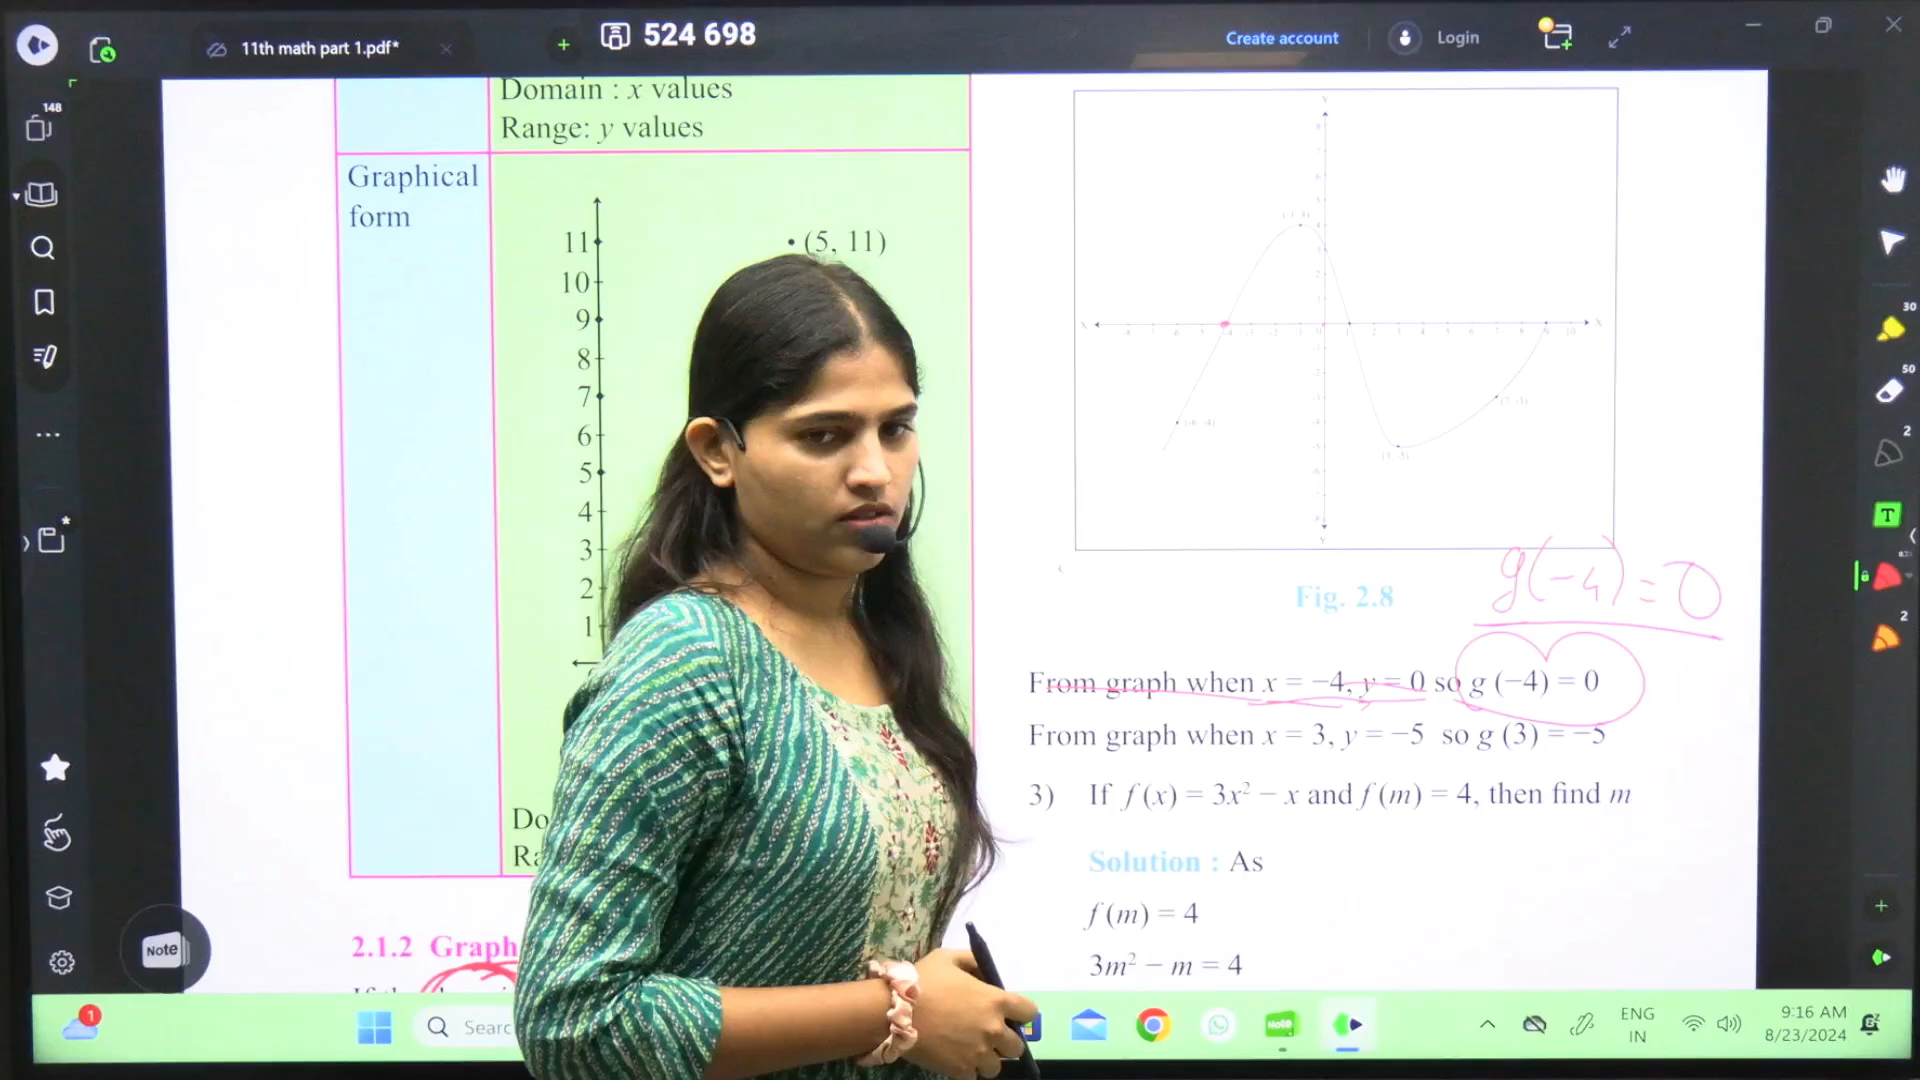 11th math part 1.pdf*
524 698
Create account
Login
148
Domain : x values
Range: y values
Graphical
form
11
• (5, 11)
10
9
8
7
6
5
4
3
2
1
Do
Ra
2.1.2 Graph
Fig. 2.8
g(-4) = 0
From graph when x = −4, y = 0 so g (−4) = 0
From graph when x = 3, y = −5 so g (3) = −5
3) If f (x) = 3x² − x and f (m) = 4, then find m
Solution : As
f (m) = 4
3m² − m = 4
30
50
2
T
2
Note
1
Searc
Note
ENG
IN
9:16 AM
8/23/2024